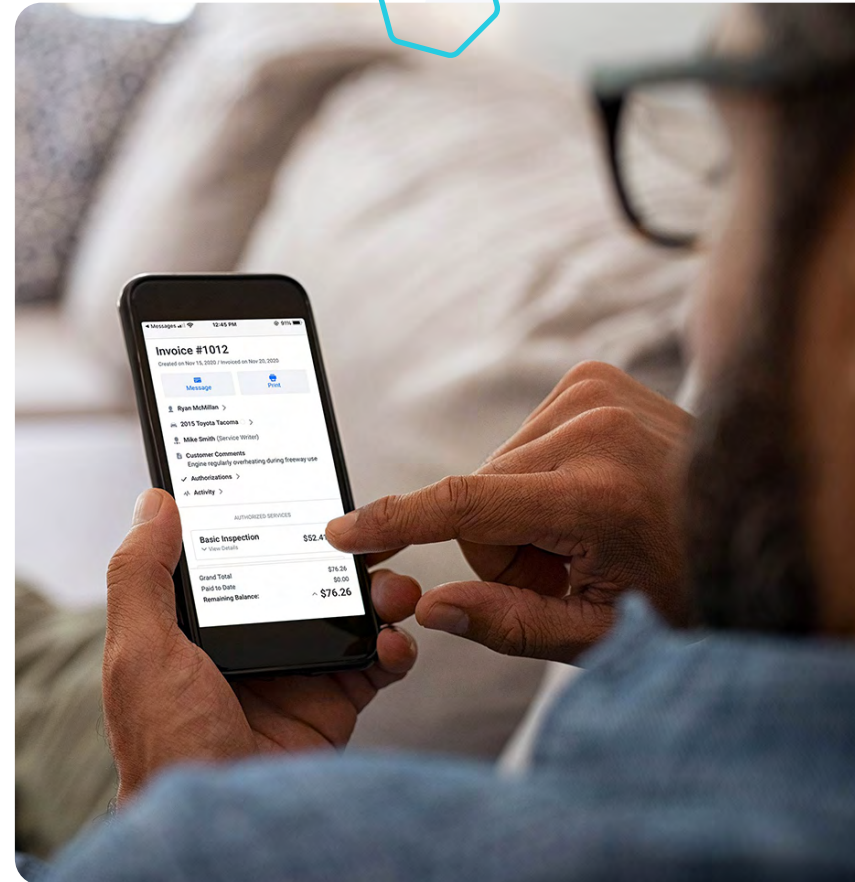 Messages 12:45 PM 91%
Invoice #1012
Created on Nov 15, 2020 / Invoiced on Nov 20, 2020
Message Print
Ryan McMillan
2015 Toyota Tacoma
Mike Smith (Service Writer)
Customer Comments
Engine regularly overheating during freeway use
Authorizations
Activity
AUTHORIZED SERVICES
Basic Inspection $52.41
View Details
Grand Total $76.26
Paid to Date $0.00
Remaining Balance: $76.26